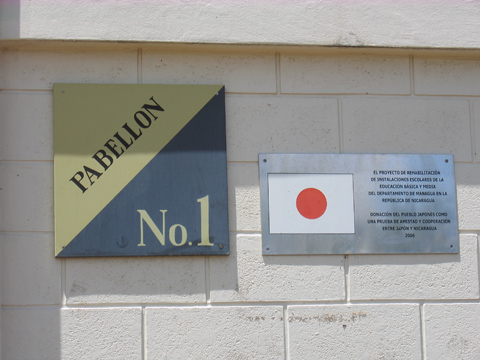 PABELLON
No.1
EL PROYECTO DE REHABILITACIÓN
DE INSTALACIONES ESCOLARES DE LA
EDUCACIÓN BÁSICA Y MEDIA
DEL DEPARTAMENTO DE MANAGUA EN LA
REPÚBLICA DE NICARAGUA
DONACIÓN DEL PUEBLO JAPONÉS COMO
UNA PRUEBA DE AMISTAD Y COOPERACIÓN
ENTRE JAPON Y NICARAGUA
2006